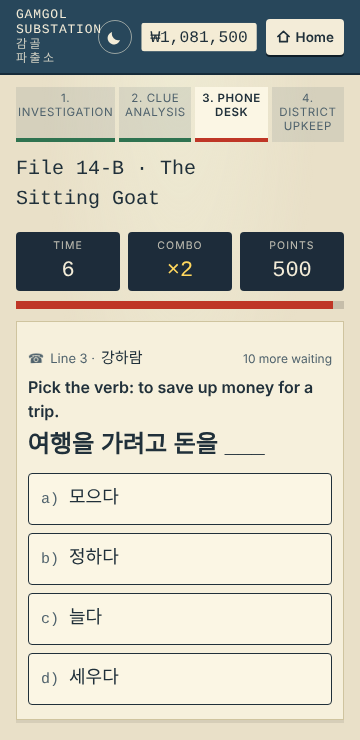 GAMGOL
SUBSTATION
감골
파출소
₩1,081,500
Home
1.
INVESTIGATION
2. CLUE
ANALYSIS
3. PHONE
DESK
4.
DISTRICT
UPKEEP
File 14-B · The
Sitting Goat
TIME
6
COMBO
×2
POINTS
500
☎ Line 3 · 강하람
10 more waiting
Pick the verb: to save up money for a
trip.
여행을 가려고 돈을 ___
a) 모으다
b) 정하다
c) 늘다
d) 세우다